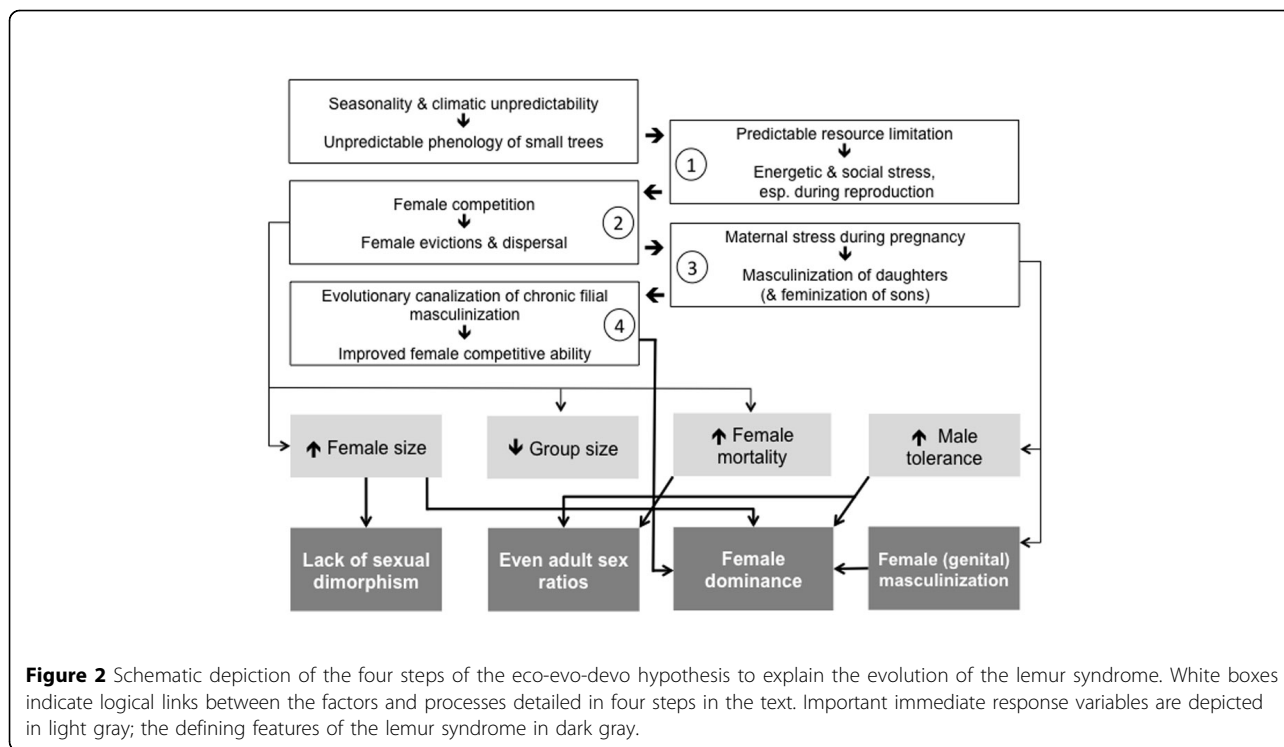 Seasonality & climatic unpredictability
↓
Unpredictable phenology of small trees
Predictable resource limitation
↓
1
Energetic & social stress,
esp. during reproduction
Female competition
↓
2
Female evictions & dispersal
Maternal stress during pregnancy
↓
3
Masculinization of daughters
(& feminization of sons)
Evolutionary canalization of chronic filial
masculinization
↓
4
Improved female competitive ability
↑ Female size
↓ Group size
↑ Female
mortality
↑ Male
tolerance
Lack of sexual
dimorphism
Even adult sex
ratios
Female
dominance
Female (genital)
masculinization
Figure 2 Schematic depiction of the four steps of the eco-evo-devo hypothesis to explain the evolution of the lemur syndrome. White boxes
indicate logical links between the factors and processes detailed in four steps in the text. Important immediate response variables are depicted
in light gray; the defining features of the lemur syndrome in dark gray.